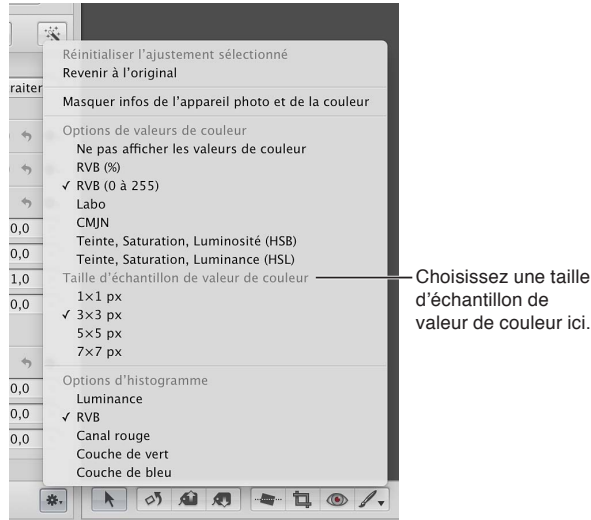 Réinitialiser l'ajustement sélectionné
Revenir à l'original
raiter
Masquer infos de l'appareil photo et de la couleur
Options de valeurs de couleur
Ne pas afficher les valeurs de couleur
RVB (%)
✓ RVB (0 à 255)
Labo
CMJN
0,0
Teinte, Saturation, Luminosité (HSB)
0,0
Teinte, Saturation, Luminance (HSL)
1,0
Taille d'échantillon de valeur de couleur
Choisissez une taille
d'échantillon de
valeur de couleur ici.
1×1 px
0,0
✓ 3×3 px
5×5 px
7×7 px
Options d'histogramme
0,0
Luminance
0,0
✓ RVB
Canal rouge
0,0
Couche de vert
Couche de bleu